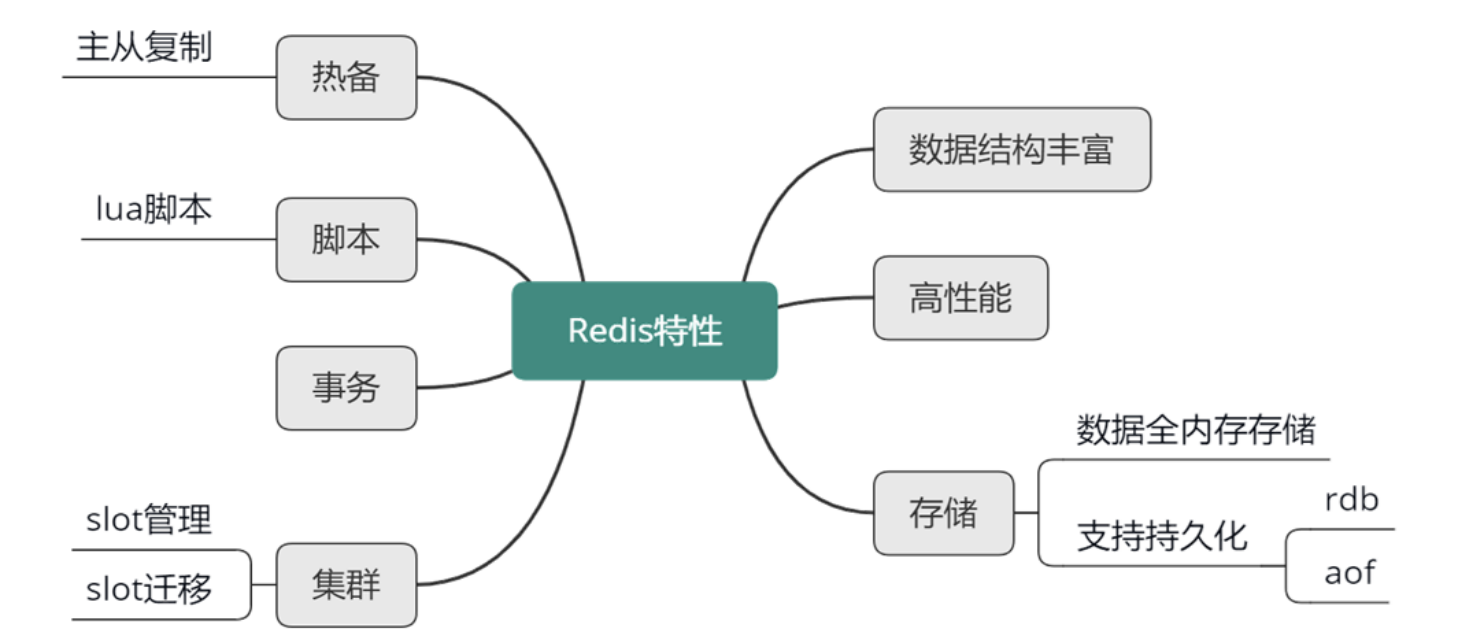 主从复制
热备
数据结构丰富
lua脚本
脚本
高性能
Redis特性
事务
数据全内存存储
rdb
slot管理
存储
支持持久化
aof
slot迁移
集群